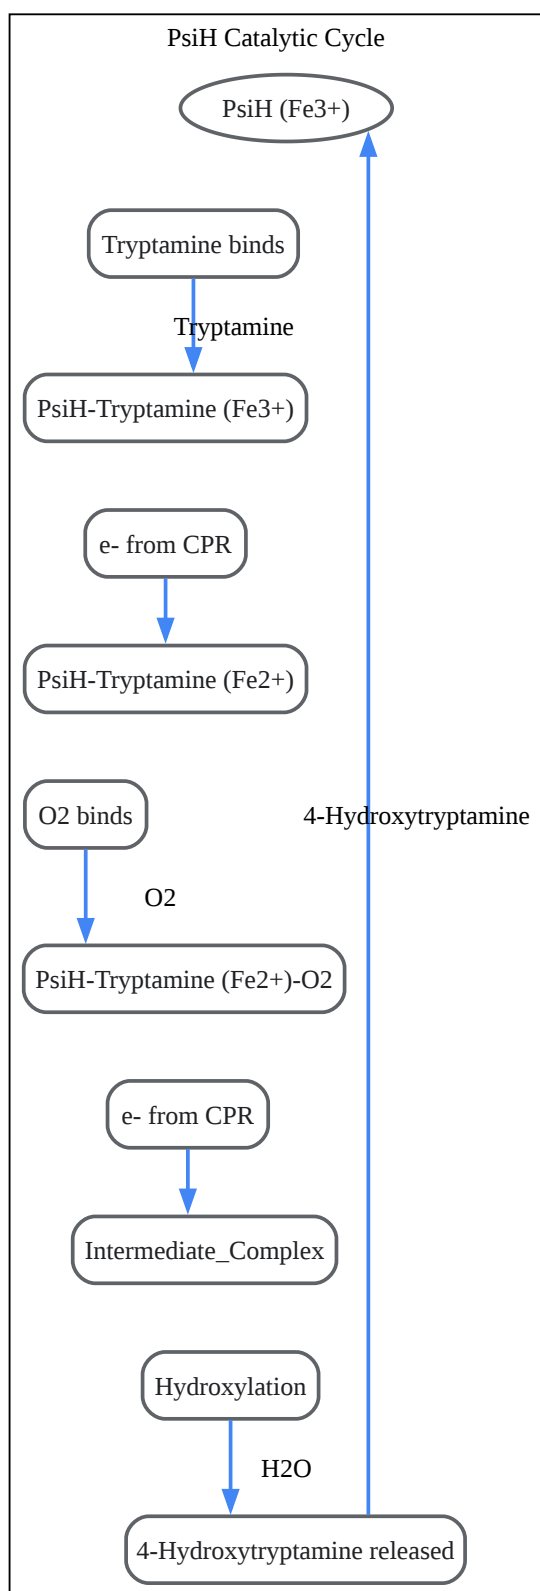 PsiH Catalytic Cycle
PsiH (Fe3+)
Tryptamine binds
Tryptamine
PsiH-Tryptamine (Fe3+)
e- from CPR
PsiH-Tryptamine (Fe2+)
O2 binds
4-Hydroxytryptamine
O2
PsiH-Tryptamine (Fe2+)-O2
e- from CPR
Intermediate_Complex
Hydroxylation
H2O
4-Hydroxytryptamine released